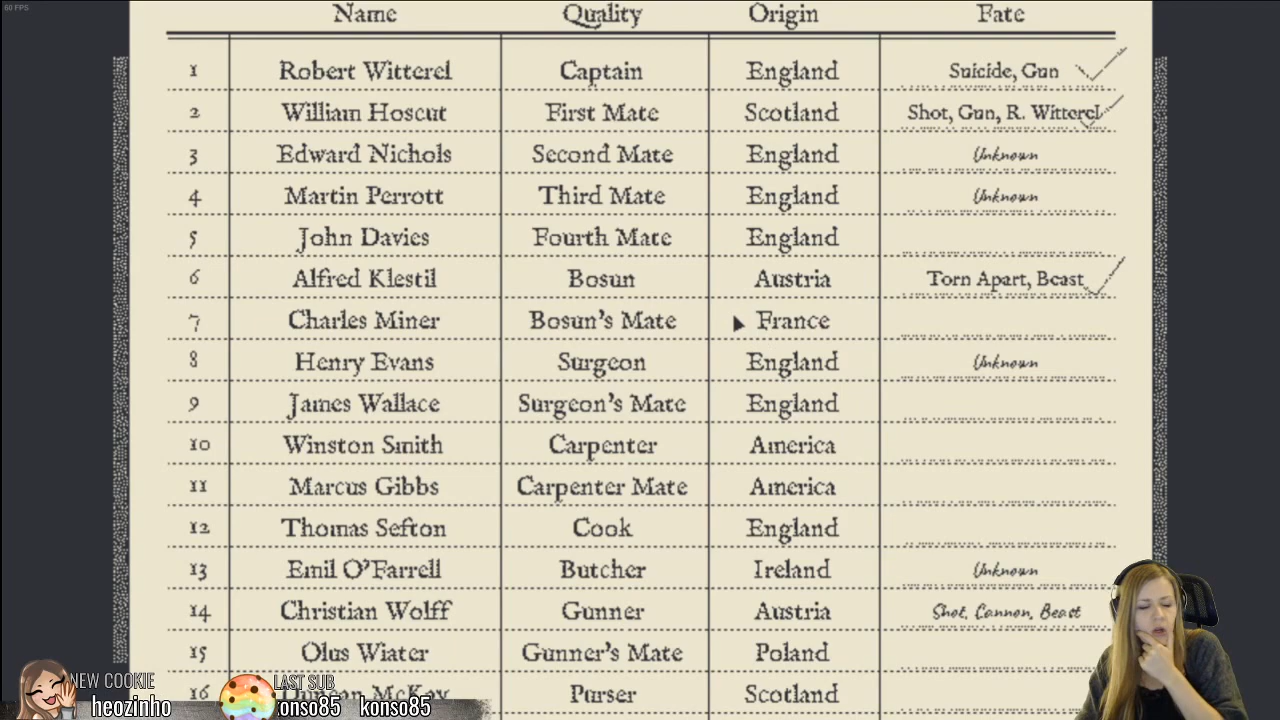 60 FPS
Name Quality Origin Fate
1 Robert Witterel Captain England Suicide, Gun
2 William Hoscut First Mate Scotland Shot, Gun, R. Witterel
3 Edward Nichols Second Mate England Unknown
4 Martin Perrott Third Mate England Unknown
5 John Davies Fourth Mate England
6 Alfred Klestil Bosun Austria Torn Apart, Beast
7 Charles Miner Bosun's Mate France
8 Henry Evans Surgeon England Unknown
9 James Wallace Surgeon's Mate England
10 Winston Smith Carpenter America
11 Marcus Gibbs Carpenter Mate America
12 Thomas Sefton Cook England
13 Emil O'Farrell Butcher Ireland Unknown
14 Christian Wolff Gunner Austria Shot, Cannon, Beast
15 Olus Wiater Gunner's Mate Poland
16 McKay Purser Scotland
NEW COOKIE LAST SUB
heozinho konso85 konso85